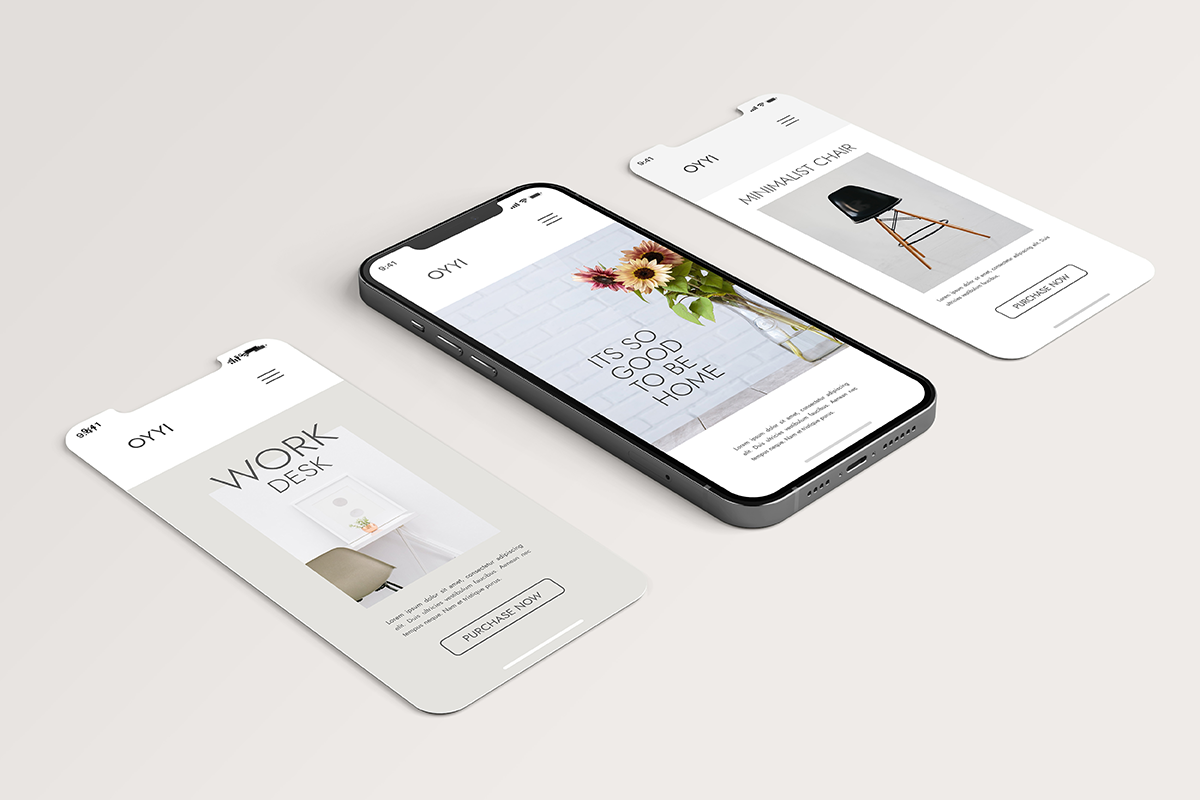 9:41
OYYI
WORK
DESK
Lorem ipsum dolor sit amet, consectetur adipiscing
elit. Duis ultricies vestibulum faucibus. Aenean nec
tempus neque. Nam et tristique purus.
PURCHASE NOW
9:41
OYYI
ITS SO
GOOD
TO BE
HOME
Lorem ipsum dolor sit amet, consectetur adipiscing
elit. Duis ultricies vestibulum faucibus. Aenean nec
tempus neque. Nam et tristique purus.
9:41
OYYI
MINIMALIST CHAIR
Lorem ipsum dolor sit amet, consectetur adipiscing elit. Duis
ultricies vestibulum faucibus.
PURCHASE NOW